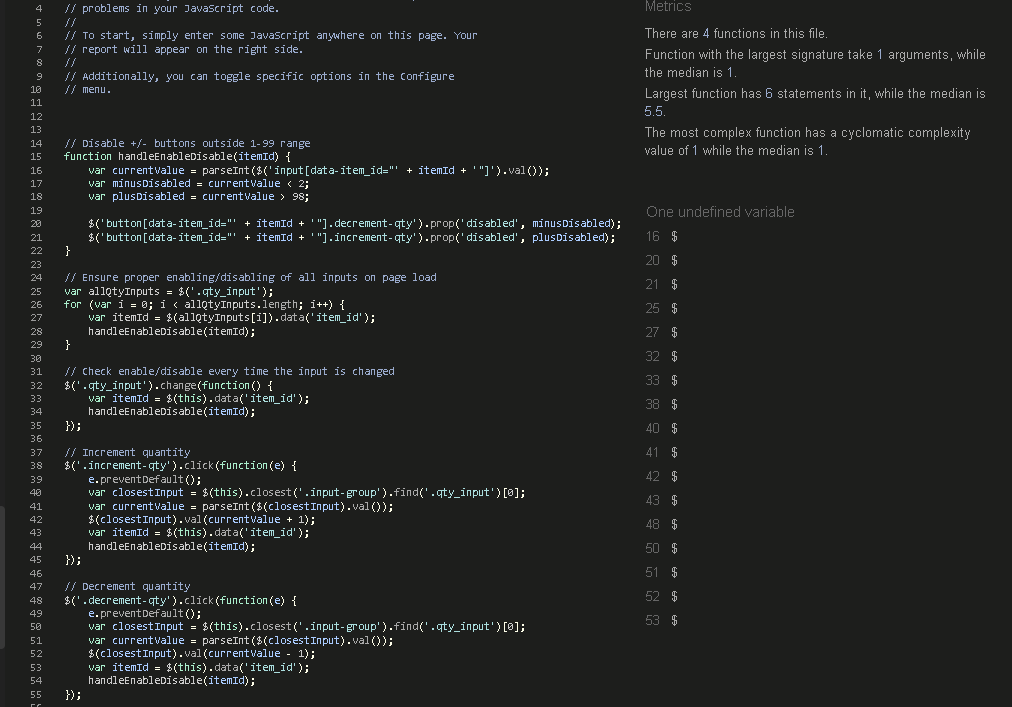 4 // problems in your JavaScript code.
5 //
6 // To start, simply enter some JavaScript anywhere on this page. Your
7 // report will appear on the right side.
8 //
9 // Additionally, you can toggle specific options in the Configure
10 // menu.
11
12
13
14 // Disable +/- buttons outside 1-99 range
15 function handleEnableDisable(itemId) {
16 var currentValue = parseInt($('input[data-item_id="' + itemId + '"]').val());
17 var minusDisabled = currentValue < 2;
18 var plusDisabled = currentValue > 98;
19
20 $('button[data-item_id="' + itemId + '"].decrement-qty').prop('disabled', minusDisabled);
21 $('button[data-item_id="' + itemId + '"].increment-qty').prop('disabled', plusDisabled);
22 }
23
24 // Ensure proper enabling/disabling of all inputs on page load
25 var allQtyInputs = $('.qty_input');
26 for (var i = 0; i < allQtyInputs.length; i++) {
27 var itemId = $(allQtyInputs[i]).data('item_id');
28 handleEnableDisable(itemId);
29 }
30
31 // Check enable/disable every time the input is changed
32 $('.qty_input').change(function() {
33 var itemId = $(this).data('item_id');
34 handleEnableDisable(itemId);
35 });
36
37 // Increment quantity
38 $('.increment-qty').click(function(e) {
39 e.preventDefault();
40 var closestInput = $(this).closest('.input-group').find('.qty_input')[0];
41 var currentValue = parseInt($(closestInput).val());
42 $(closestInput).val(currentValue + 1);
43 var itemId = $(this).data('item_id');
44 handleEnableDisable(itemId);
45 });
46
47 // Decrement quantity
48 $('.decrement-qty').click(function(e) {
49 e.preventDefault();
50 var closestInput = $(this).closest('.input-group').find('.qty_input')[0];
51 var currentValue = parseInt($(closestInput).val());
52 $(closestInput).val(currentValue - 1);
53 var itemId = $(this).data('item_id');
54 handleEnableDisable(itemId);
55 });
Metrics
There are 4 functions in this file.
Function with the largest signature take 1 arguments, while
the median is 1.
Largest function has 6 statements in it, while the median is
5.5.
The most complex function has a cyclomatic complexity
value of 1 while the median is 1.
One undefined variable
16 $
20 $
21 $
25 $
27 $
32 $
33 $
38 $
40 $
41 $
42 $
43 $
48 $
50 $
51 $
52 $
53 $